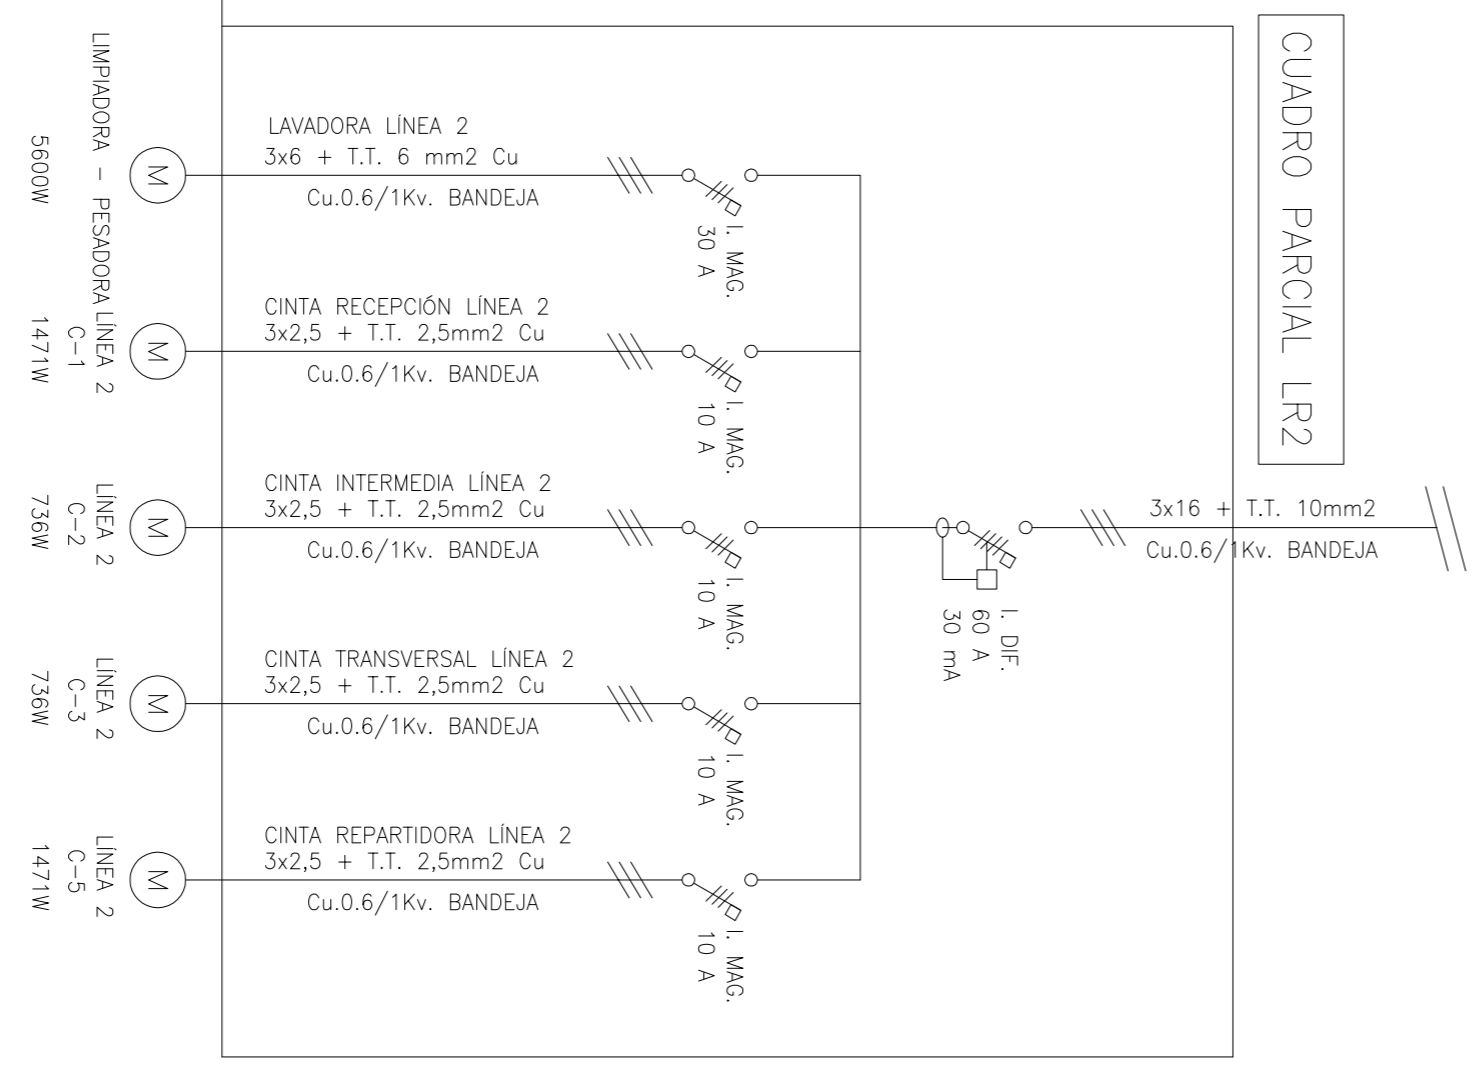 CUADRO PARCIAL LR2
LAVADORA LÍNEA 2
3x6 + T.T. 6 mm2 Cu
Cu.0.6/1Kv. BANDEJA
I. MAG.
30 A
M
LIMPIADORA - PESADORA
5600W
CINTA RECEPCIÓN LÍNEA 2
3x2,5 + T.T. 2,5mm2 Cu
Cu.0.6/1Kv. BANDEJA
I. MAG.
10 A
M
LÍNEA 2
C-1
1471W
CINTA INTERMEDIA LÍNEA 2
3x2,5 + T.T. 2,5mm2 Cu
Cu.0.6/1Kv. BANDEJA
I. MAG.
10 A
M
LÍNEA 2
C-2
736W
3x16 + T.T. 10mm2
Cu.0.6/1Kv. BANDEJA
I. DIF.
60 A
30 mA
CINTA TRANSVERSAL LÍNEA 2
3x2,5 + T.T. 2,5mm2 Cu
Cu.0.6/1Kv. BANDEJA
I. MAG.
10 A
M
LÍNEA 2
C-3
736W
CINTA REPARTIDORA LÍNEA 2
3x2,5 + T.T. 2,5mm2 Cu
Cu.0.6/1Kv. BANDEJA
I. MAG.
10 A
M
LÍNEA 2
C-5
1471W